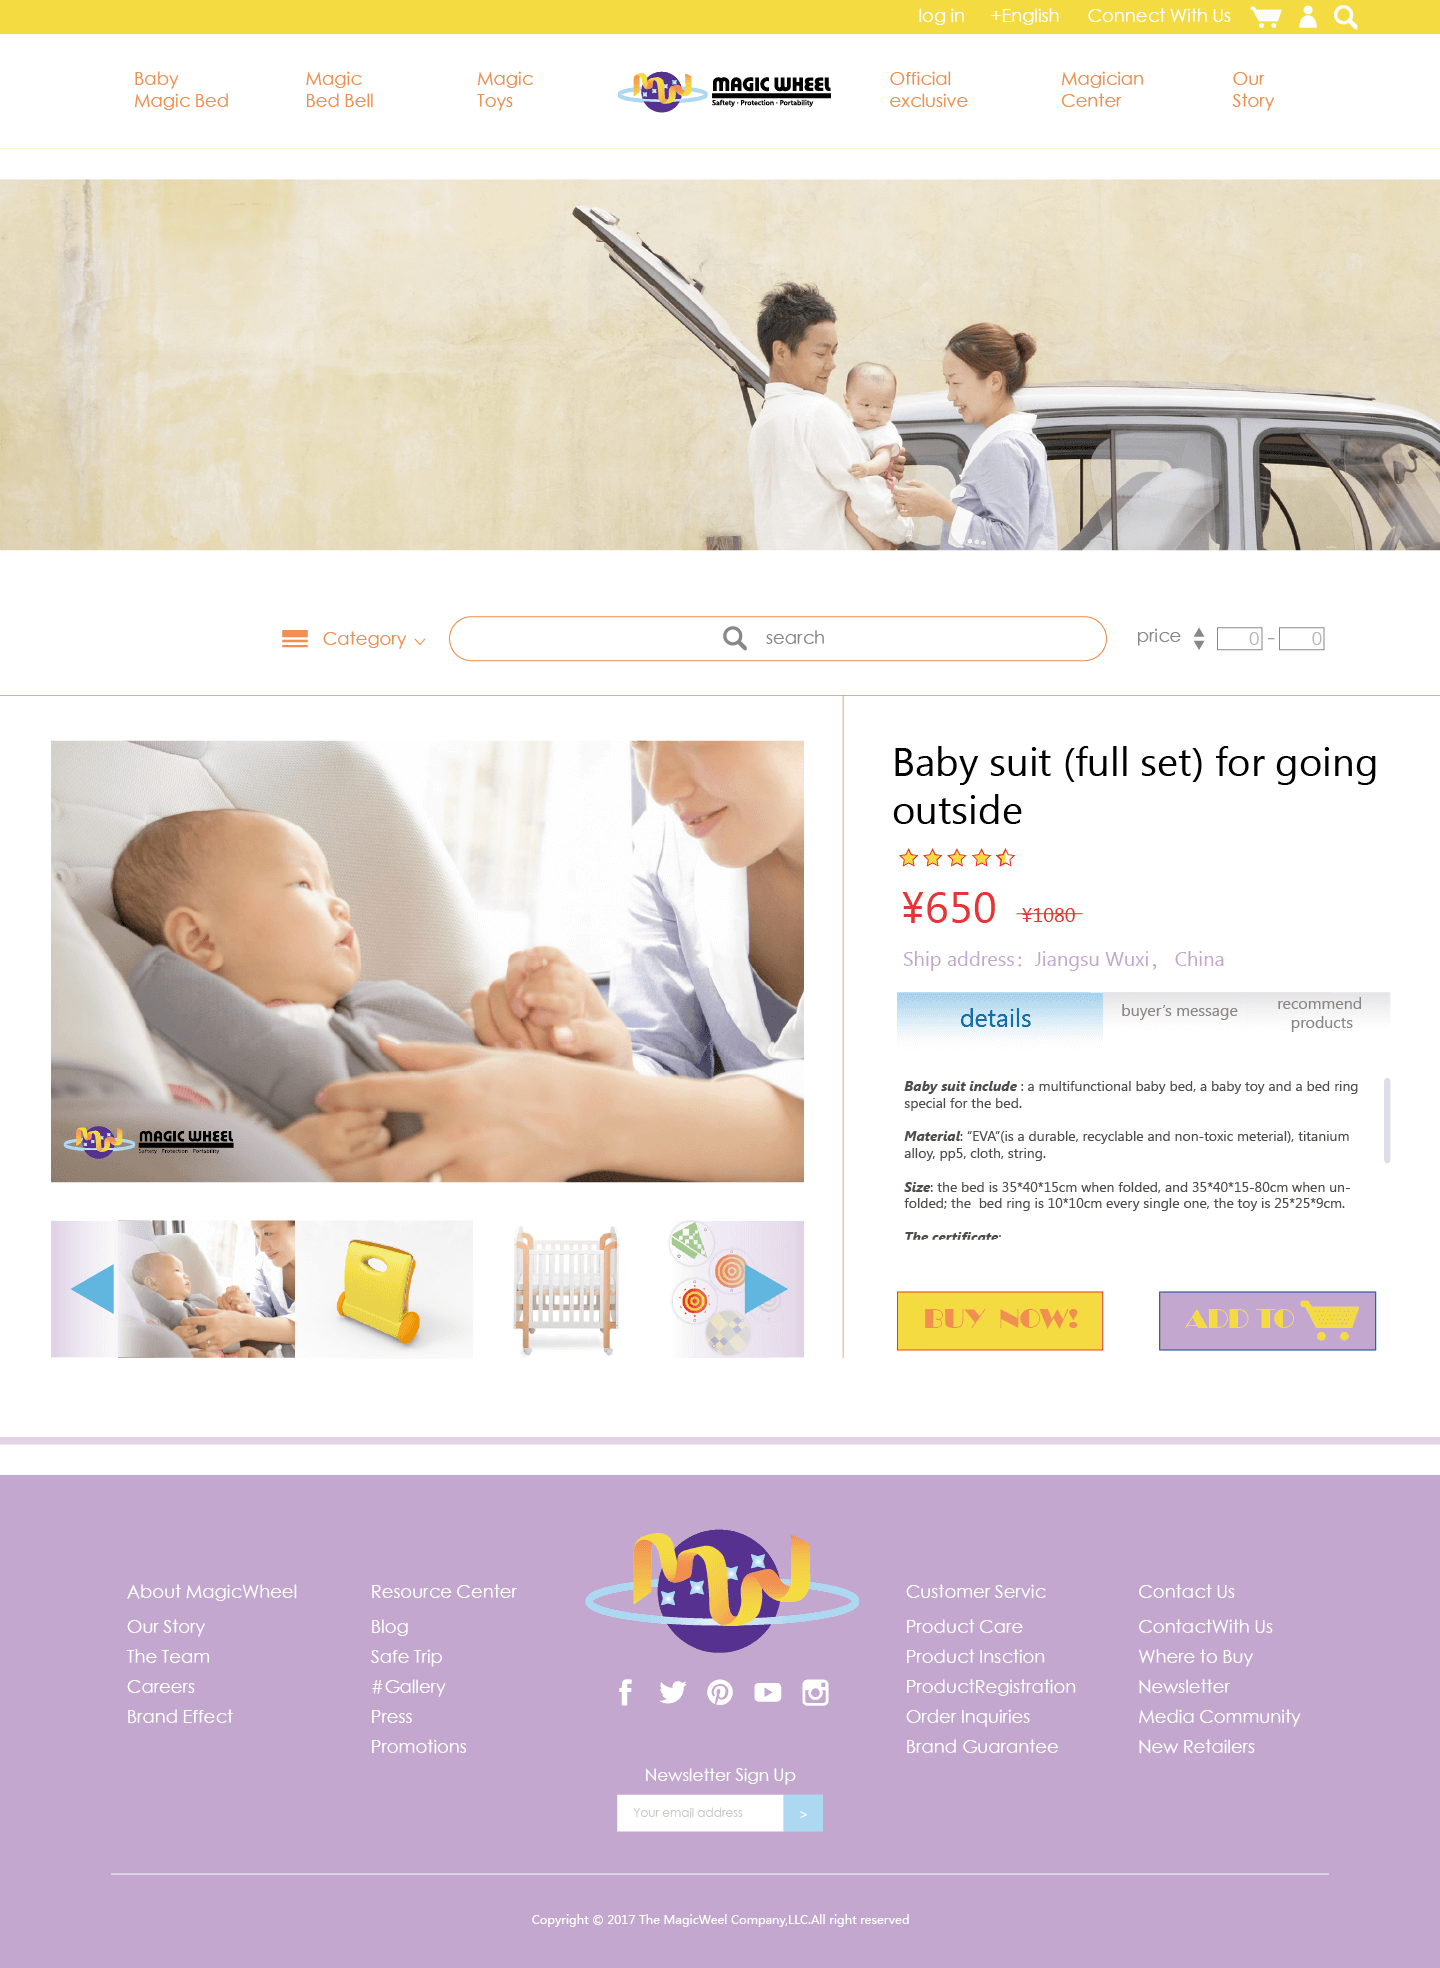 log in +English Connect With Us
Baby
Magic Bed
Magic
Bed Bell
Magic
Toys
MAGIC WHEEL
Saftety · Protection · Portability
Official
exclusive
Magician
Center
Our
Story
Category
search
price 0 - 0
MAGIC WHEEL
Saftety · Protection · Portability
Baby suit (full set) for going
outside
¥650 ¥1080
Ship address： Jiangsu Wuxi， China
details
buyer's message
recommend
products
Baby suit include : a multifunctional baby bed, a baby toy and a bed ring
special for the bed.
Material: "EVA"(is a durable, recyclable and non-toxic meterial), titanium
alloy, pp5, cloth, string.
Size: the bed is 35*40*15cm when folded, and 35*40*15-80cm when un-
folded; the bed ring is 10*10cm every single one, the toy is 25*25*9cm.
The certificate:
BUY NOW!
ADD TO
About MagicWheel
Our Story
The Team
Careers
Brand Effect
Resource Center
Blog
Safe Trip
#Gallery
Press
Promotions
MW
Newsletter Sign Up
Your email address >
Customer Servic
Product Care
Product Insction
ProductRegistration
Order Inquiries
Brand Guarantee
Contact Us
ContactWith Us
Where to Buy
Newsletter
Media Community
New Retailers
Copyright © 2017 The MagicWeel Company,LLC.All right reserved